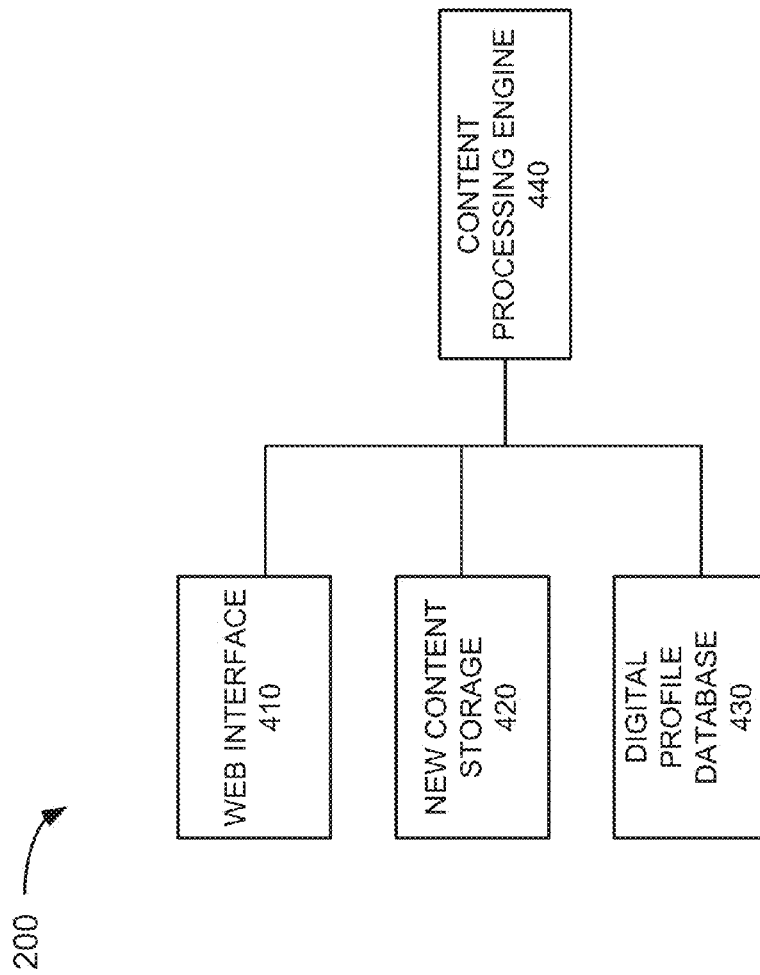 200
WEB INTERFACE
410
NEW CONTENT
STORAGE
420
DIGITAL
PROFILE
DATABASE
430
CONTENT
PROCESSING ENGINE
440